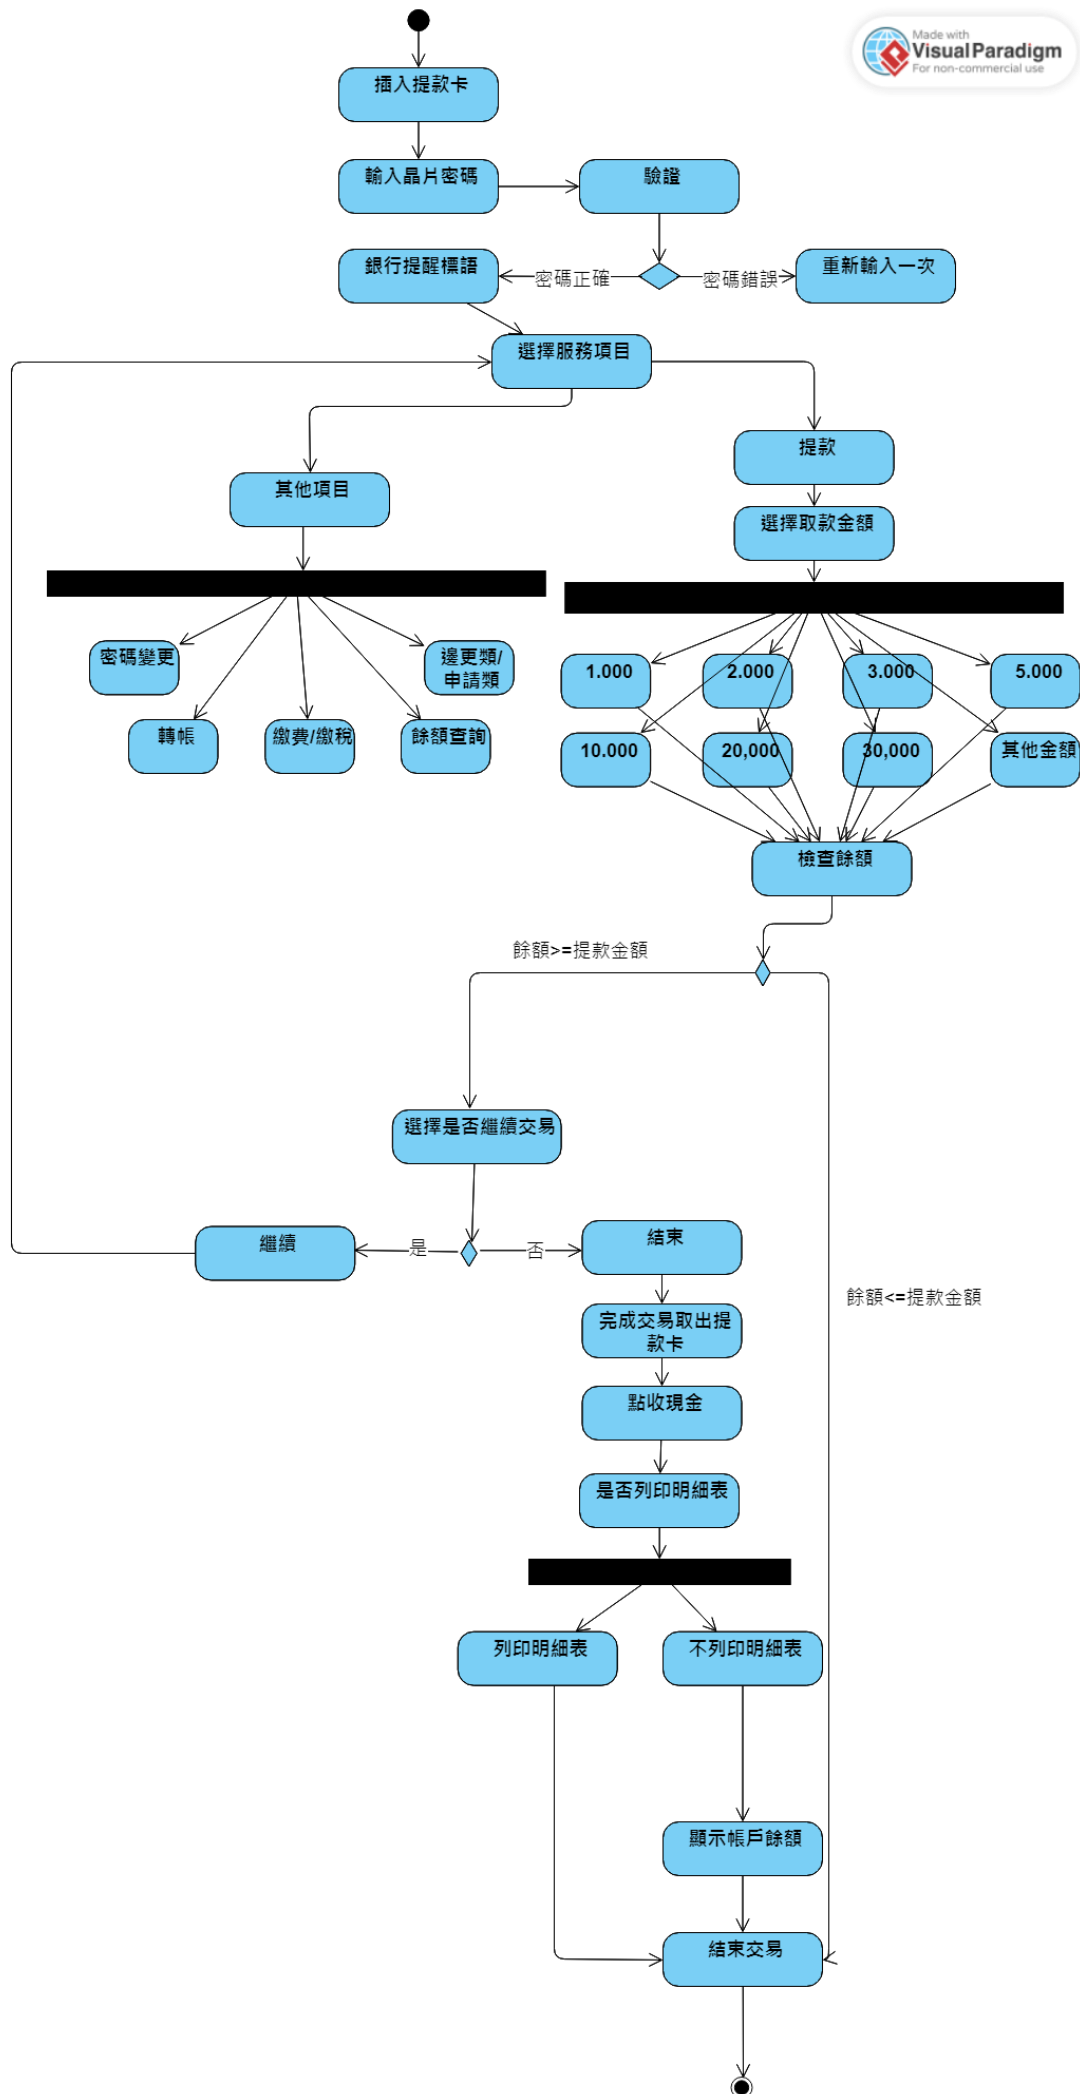 Made with
VisualParadigm
For non-commercial use
插入提款卡
輸入晶片密碼
驗證
銀行提醒標語
密碼正確
密碼錯誤
重新輸入一次
選擇服務項目
提款
其他項目
選擇取款金額
密碼變更
邊更類/
申請類
轉帳
繳費/繳稅
餘額查詢
1.000
2.000
3.000
5.000
10.000
20,000
30,000
其他金額
檢查餘額
餘額>=提款金額
選擇是否繼續交易
繼續
是
否
結束
餘額<=提款金額
完成交易取出提
款卡
點收現金
是否列印明細表
列印明細表
不列印明細表
顯示帳戶餘額
結束交易